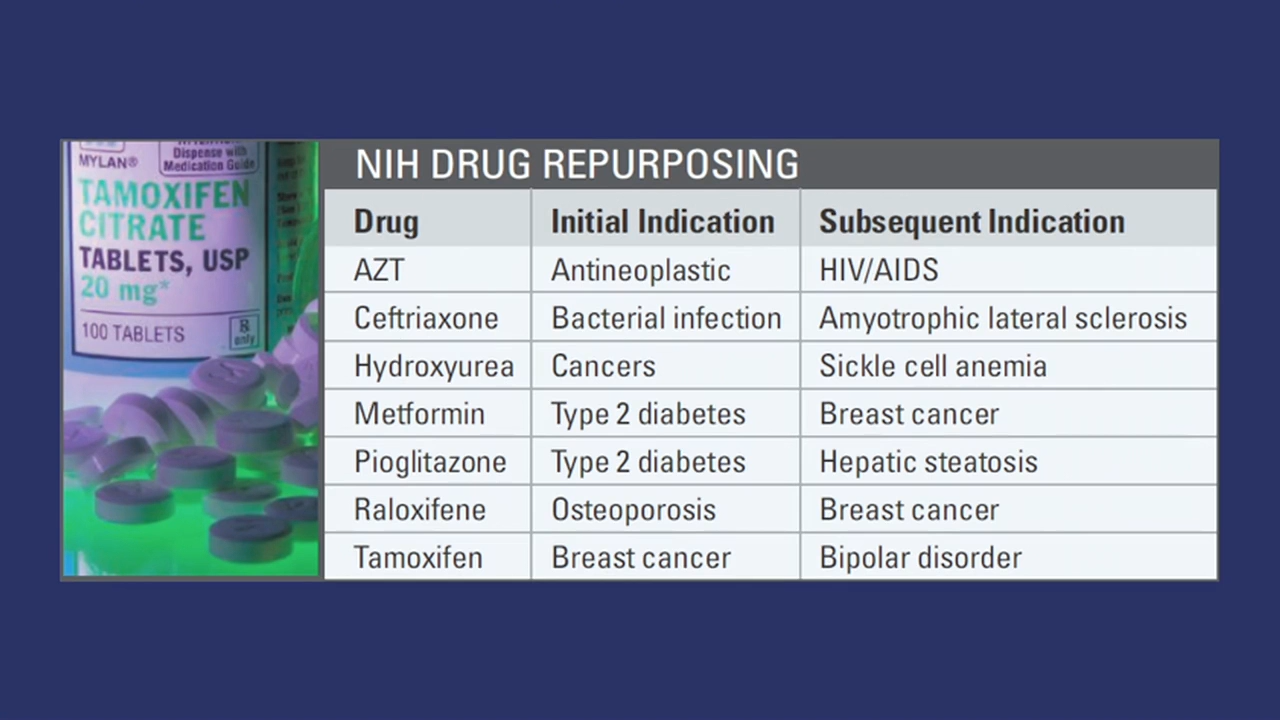 MYLAN®
Dispense with
Medication Guide
TAMOXIFEN
CITRATE
TABLETS, USP
20 mg*
100 TABLETS
℞
only
NIH DRUG REPURPOSING
Drug Initial Indication Subsequent Indication
AZT Antineoplastic HIV/AIDS
Ceftriaxone Bacterial infection Amyotrophic lateral sclerosis
Hydroxyurea Cancers Sickle cell anemia
Metformin Type 2 diabetes Breast cancer
Pioglitazone Type 2 diabetes Hepatic steatosis
Raloxifene Osteoporosis Breast cancer
Tamoxifen Breast cancer Bipolar disorder